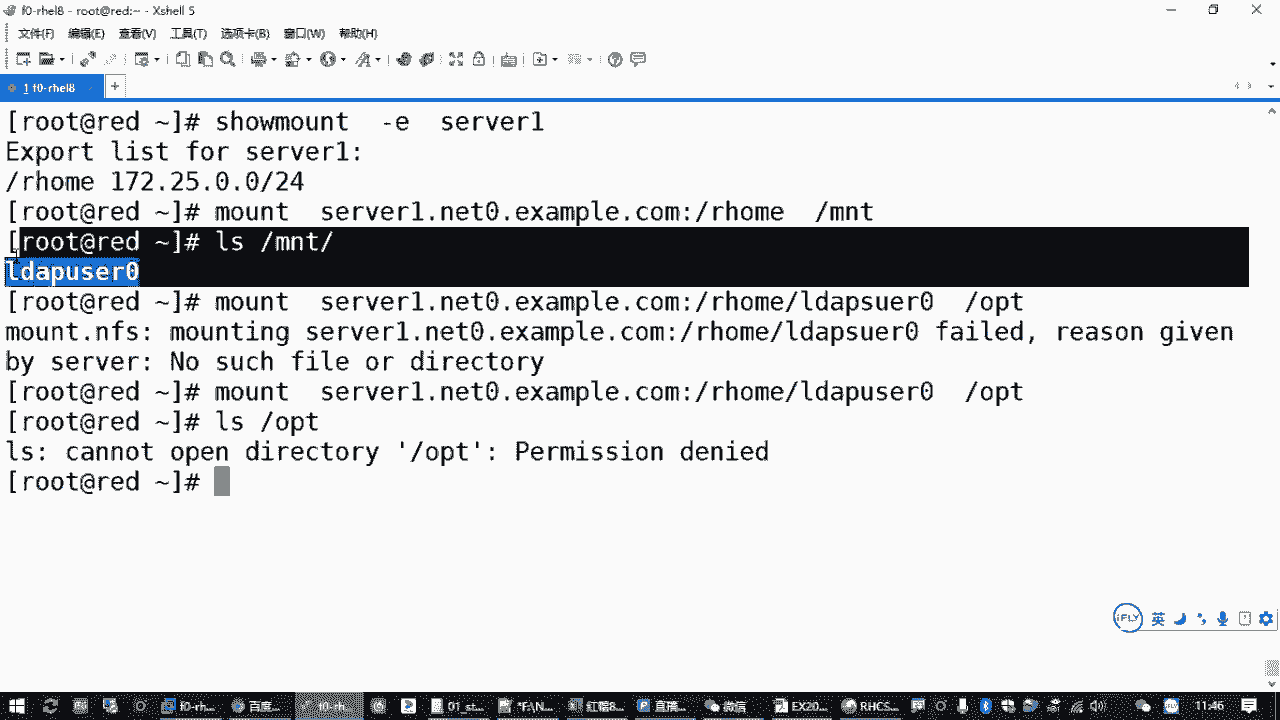 f0-rhel8 - root@red:~ - Xshell 5
文件(F) 编辑(E) 查看(V) 工具(T) 选项卡(B) 窗口(W) 帮助(H)
1 f0-rhel8
[root@red ~]# showmount  -e  server1
Export list for server1:
/rhome 172.25.0.0/24
[root@red ~]# mount  server1.net0.example.com:/rhome  /mnt
[root@red ~]# ls /mnt/
ldapuser0
[root@red ~]# mount  server1.net0.example.com:/rhome/ldapsuer0  /opt
mount.nfs: mounting server1.net0.example.com:/rhome/ldapsuer0 failed, reason given
by server: No such file or directory
[root@red ~]# mount  server1.net0.example.com:/rhome/ldapuser0  /opt
[root@red ~]# ls /opt
ls: cannot open directory '/opt': Permission denied
[root@red ~]#
iFLY 英
f0-rh... 百度... f0-rh... 01_st... *F:\N... 红帽8... 直播... 微信 EX20... RHCS... 11:46